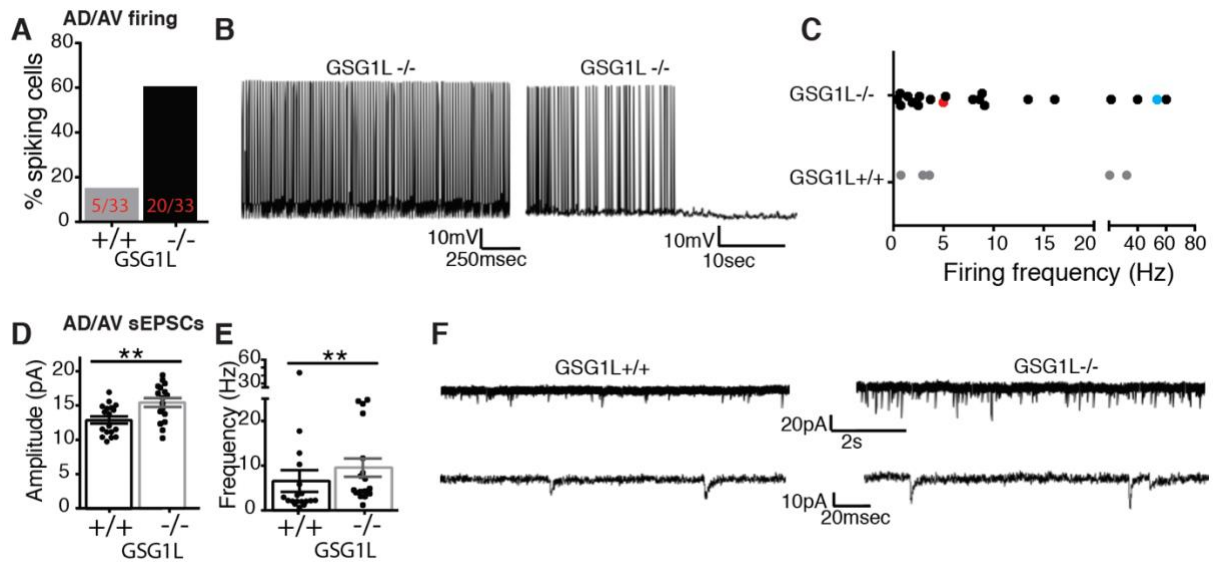 A
AD/AV firing
80
60
40
20
0
% spiking cells
5/33
20/33
+/+
-/-
GSG1L
B
GSG1L -/-
GSG1L -/-
10mV
250msec
10mV
10sec
C
GSG1L-/-
GSG1L+/+
0
5
10
15
20
40
60
80
Firing frequency (Hz)
D
AD/AV sEPSCs
**
20
15
10
5
0
Amplitude (pA)
+/+
-/-
GSG1L
E
**
60
30
20
10
0
Frequency (Hz)
+/+
-/-
GSG1L
F
GSG1L+/+
GSG1L-/-
20pA
2s
10pA
20msec